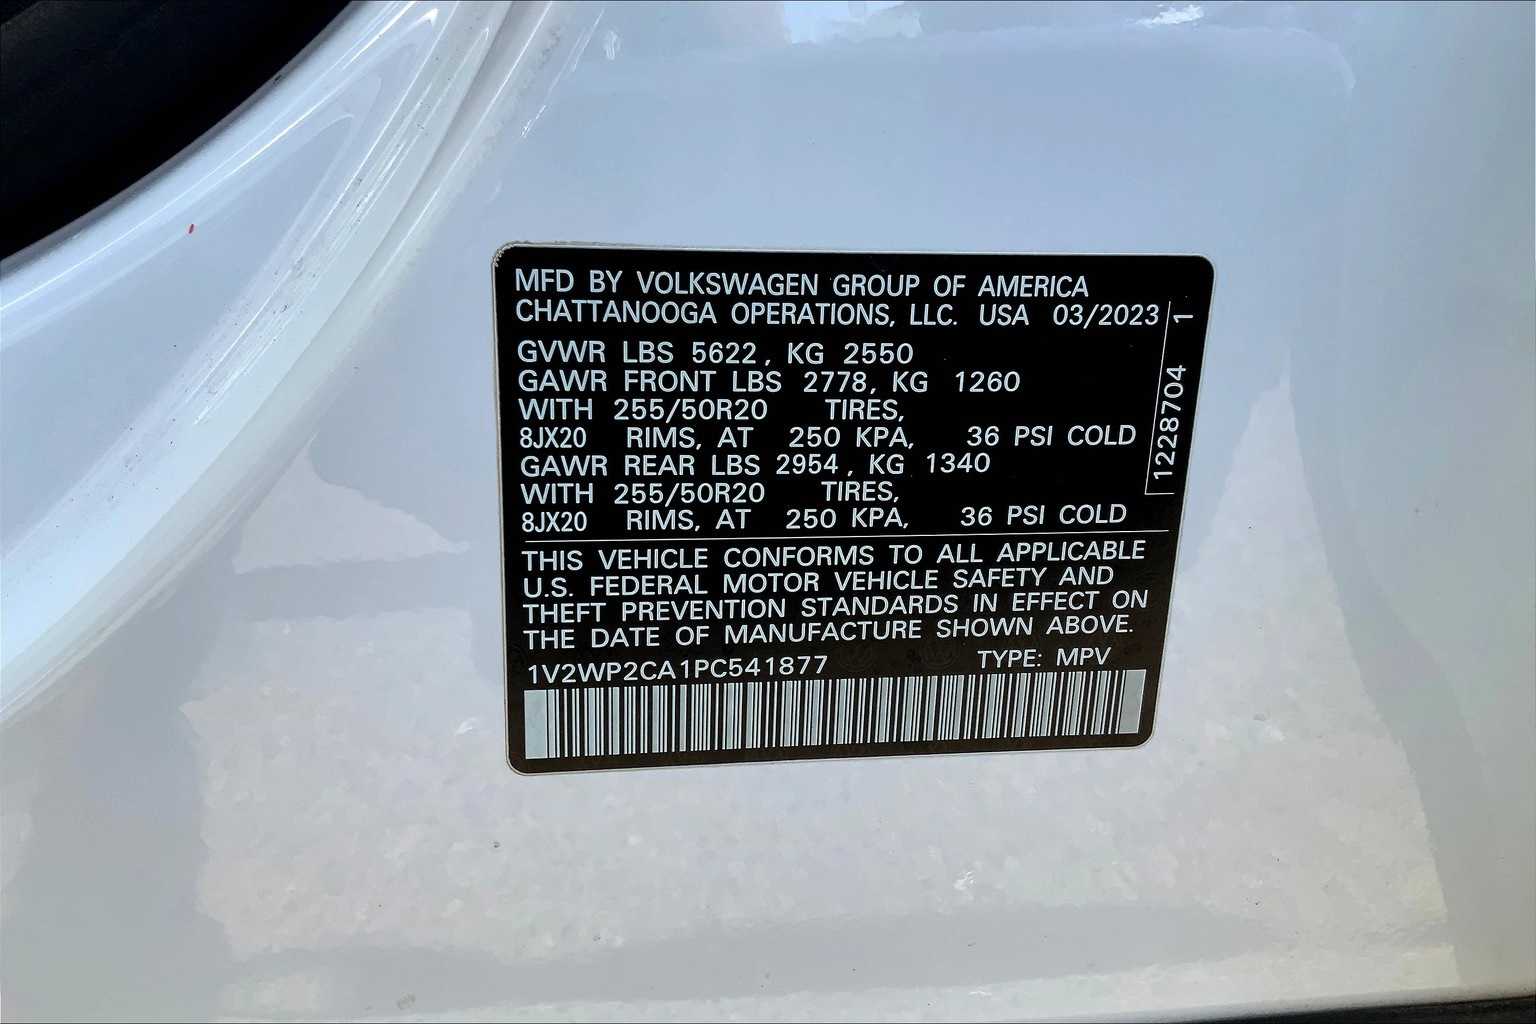 MFD BY VOLKSWAGEN GROUP OF AMERICA
CHATTANOOGA OPERATIONS, LLC. USA 03/2023
GVWR LBS 5622, KG 2550
GAWR FRONT LBS 2778, KG 1260
WITH 255/50R20 TIRES,
8JX20 RIMS, AT 250 KPA, 36 PSI COLD
GAWR REAR LBS 2954, KG 1340
WITH 255/50R20 TIRES,
8JX20 RIMS, AT 250 KPA, 36 PSI COLD
THIS VEHICLE CONFORMS TO ALL APPLICABLE
U.S. FEDERAL MOTOR VEHICLE SAFETY AND
THEFT PREVENTION STANDARDS IN EFFECT ON
THE DATE OF MANUFACTURE SHOWN ABOVE.
1V2WP2CA1PC541877 TYPE: MPV
1228704 1